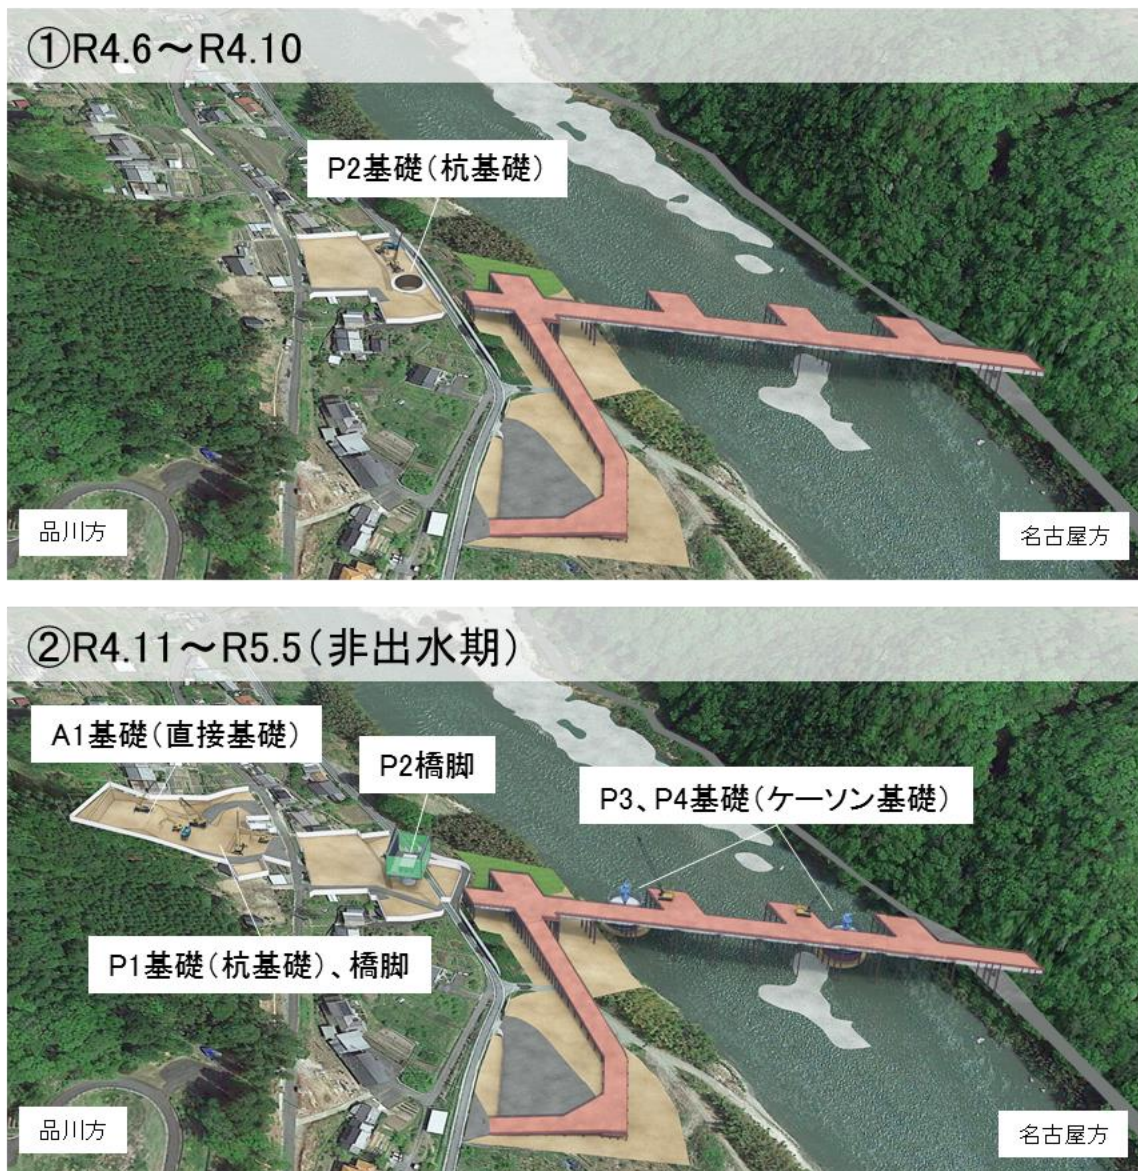 ①R4.6～R4.10
P2基礎（杭基礎）
品川方
名古屋方
②R4.11～R5.5（非出水期）
A1基礎（直接基礎）
P2橋脚
P3、P4基礎（ケーソン基礎）
P1基礎（杭基礎）、橋脚
品川方
名古屋方